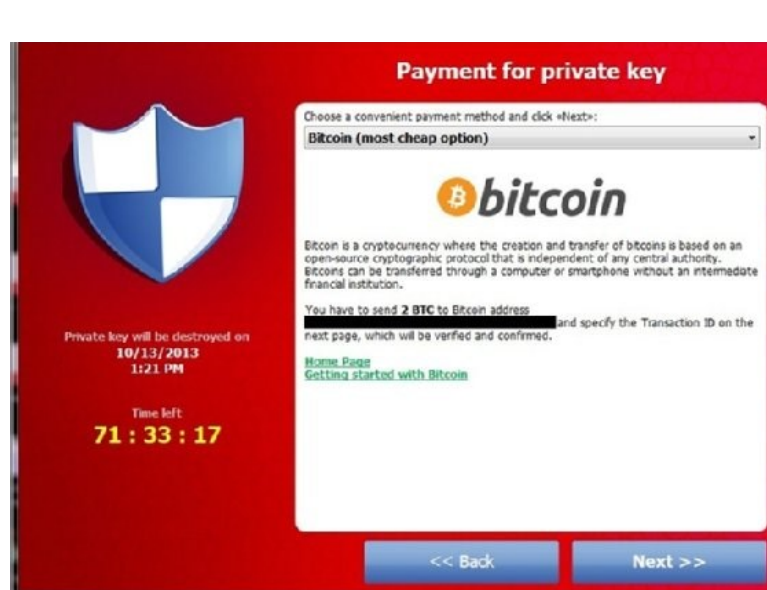 Payment for private key
Choose a convenient payment method and click «Next»:
Bitcoin (most cheap option)
bitcoin
Bitcoin is a cryptocurrency where the creation and transfer of bitcoins is based on an
open-source cryptographic protocol that is independent of any central authority.
Bitcoins can be transferred through a computer or smartphone without an intermediate
financial institution.
You have to send 2 BTC to Bitcoin address
and specify the Transaction ID on the
next page, which will be verified and confirmed.
Home Page
Getting started with Bitcoin
Private key will be destroyed on
10/13/2013
1:21 PM
Time left
71 : 33 : 17
<< Back
Next >>